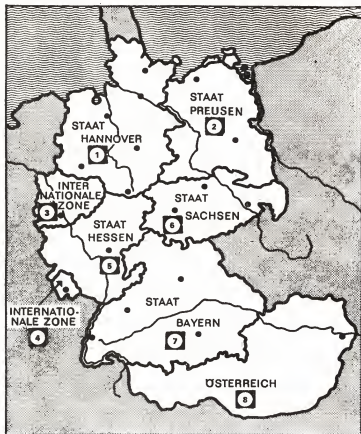 STAAT
HANNOVER
1
STAAT
PREUSEN
2
INTER
NATIONALE
ZONE
3
STAAT
SACHSEN
6
STAAT
HESSEN
5
INTERNATIO-
NALE ZONE
4
STAAT
BAYERN
7
ÖSTERREICH
8